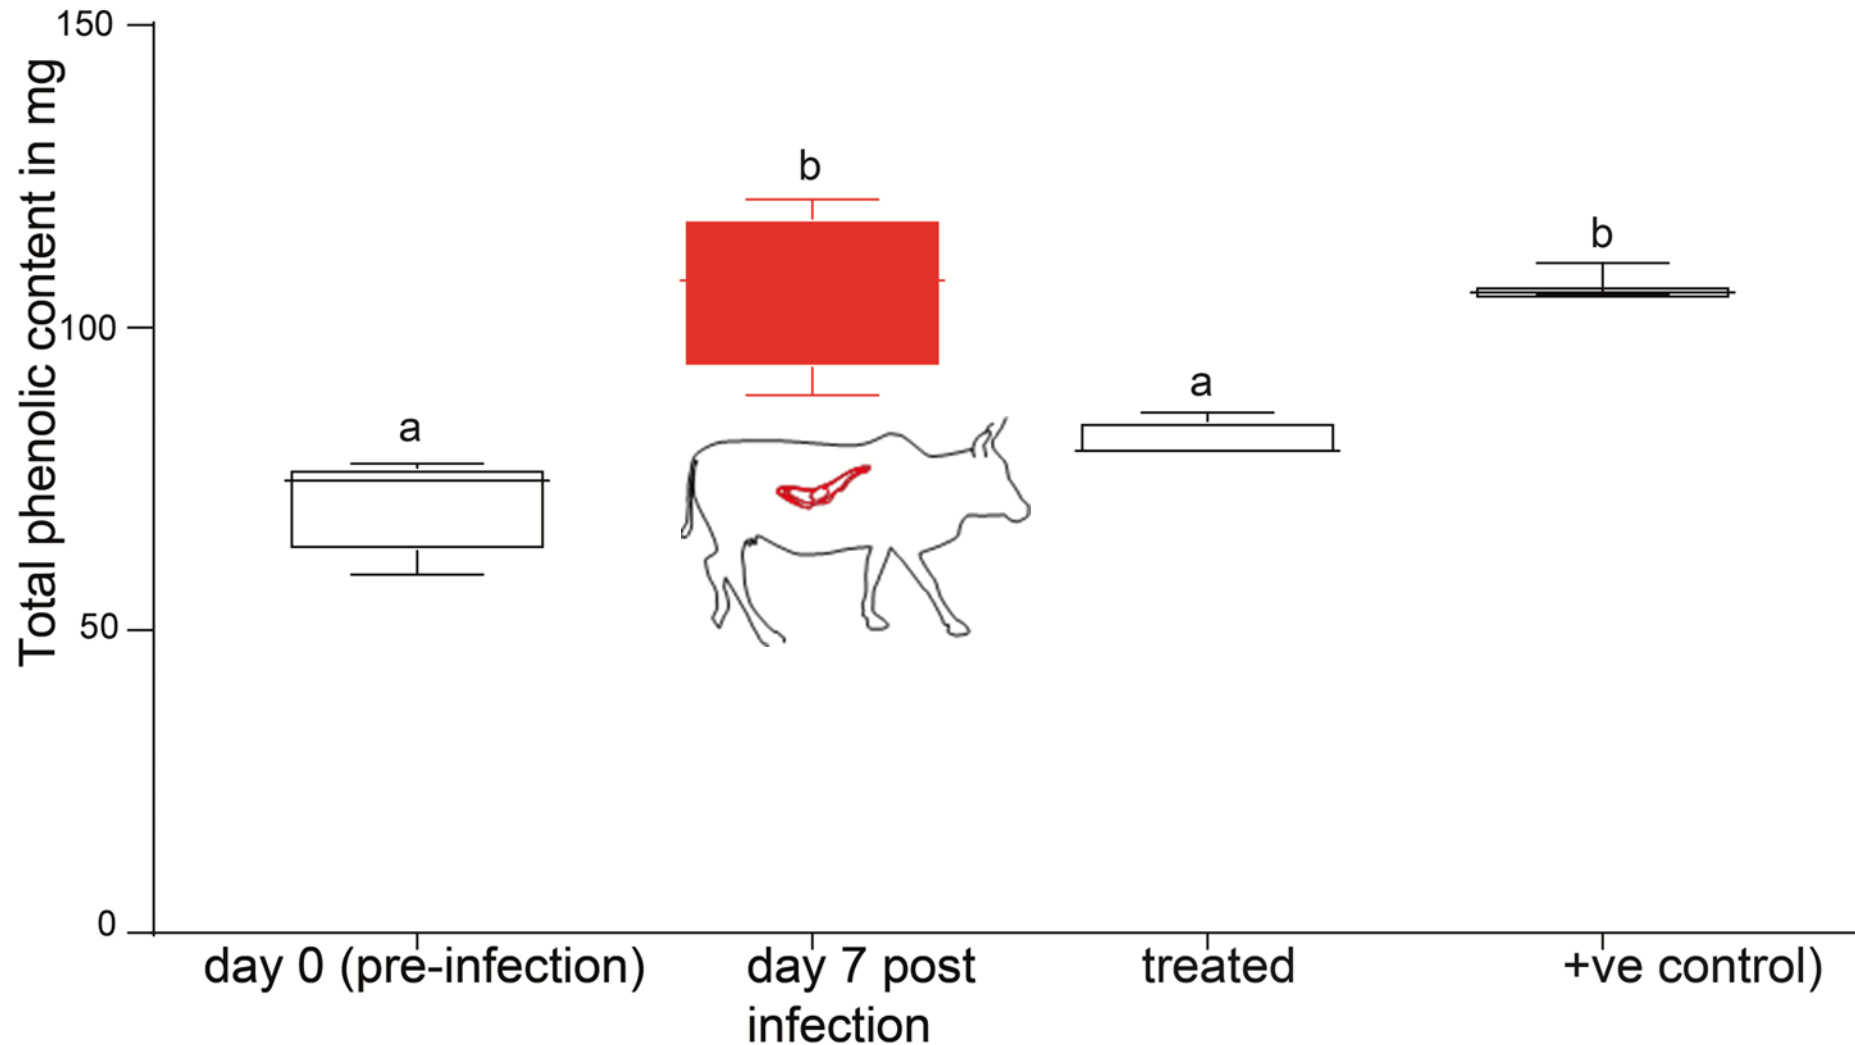 Total phenolic content in mg
150
100
50
0
b
b
a
a
day 0 (pre-infection)
day 7 post
infection
treated
+ve control)